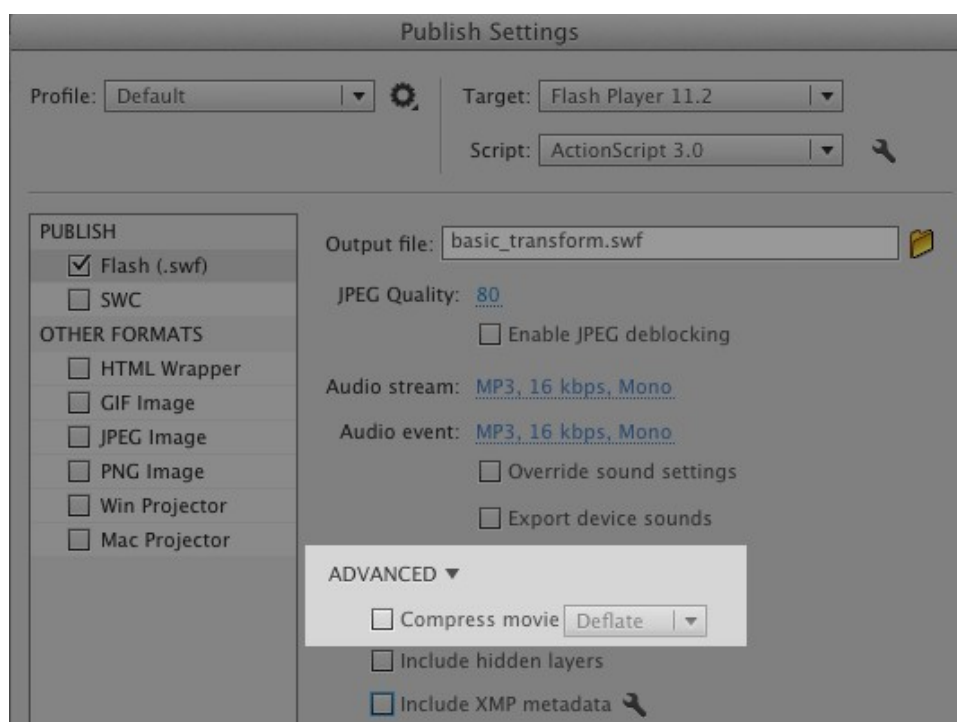 Publish Settings
Profile: Default
Target: Flash Player 11.2
Script: ActionScript 3.0
PUBLISH
Flash (.swf)
SWC
OTHER FORMATS
HTML Wrapper
GIF Image
JPEG Image
PNG Image
Win Projector
Mac Projector
Output file: basic_transform.swf
JPEG Quality: 80
Enable JPEG deblocking
Audio stream: MP3, 16 kbps, Mono
Audio event: MP3, 16 kbps, Mono
Override sound settings
Export device sounds
ADVANCED
Compress movie Deflate
Include hidden layers
Include XMP metadata